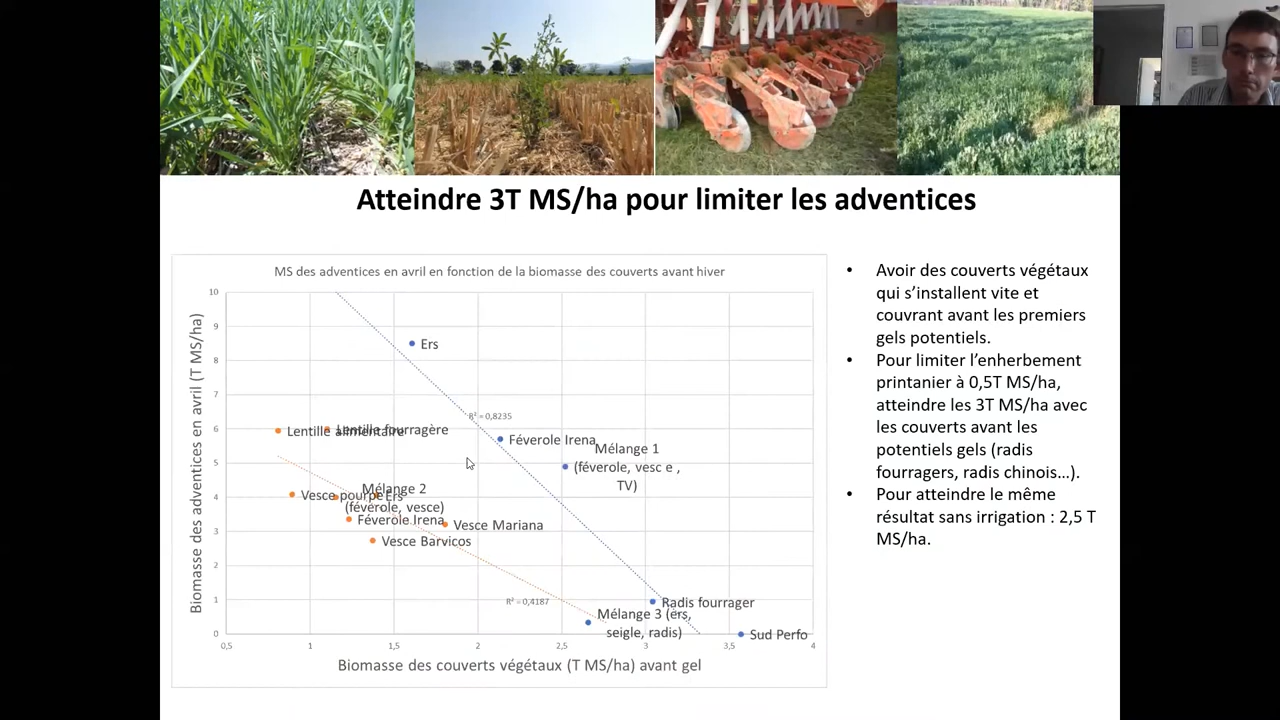 Atteindre 3T MS/ha pour limiter les adventices
MS des adventices en avril en fonction de la biomasse des couverts avant hiver
Biomasse des adventices en avril (T MS/ha)
10
9
8
7
6
5
4
3
2
1
0
Ers
R² = 0,8235
Lentille alimentaire
Lentille fourragère
Féverole Irena
Mélange 1
(féverole, vesc e ,
TV)
Vesce pourpre
Ers
Mélange 2
(féverole, vesce)
Féverole Irena
Vesce Mariana
Vesce Barvicos
R² = 0,4187
Radis fourrager
Mélange 3 (ers,
seigle, radis)
Sud Perfo
0,5
1
1,5
2
2,5
3
3,5
4
Biomasse des couverts végétaux (T MS/ha) avant gel
• Avoir des couverts végétaux
qui s’installent vite et
couvrant avant les premiers
gels potentiels.
• Pour limiter l’enherbement
printanier à 0,5T MS/ha,
atteindre les 3T MS/ha avec
les couverts avant les
potentiels gels (radis
fourragers, radis chinois…).
• Pour atteindre le même
résultat sans irrigation : 2,5 T
MS/ha.